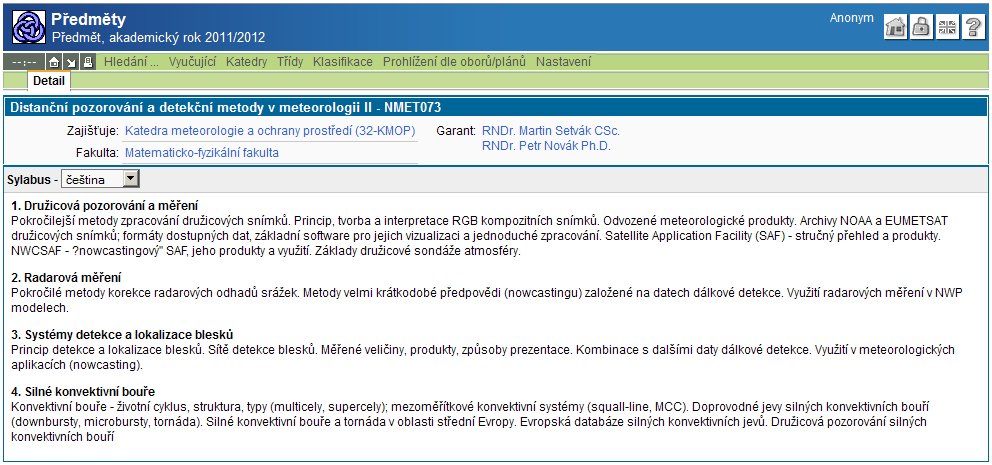 Předměty
Předmět, akademický rok 2011/2012
Anonym
--:-- Hledání ... Vyučující Katedry Třídy Klasifikace Prohlížení dle oborů/plánů Nastavení
Detail
Distanční pozorování a detekční metody v meteorologii II - NMET073
Zajišťuje: Katedra meteorologie a ochrany prostředí (32-KMOP) Garant: RNDr. Martin Setvák CSc.
RNDr. Petr Novák Ph.D.
Fakulta: Matematicko-fyzikální fakulta
Sylabus - čeština
1. Družicová pozorování a měření
Pokročilejší metody zpracování družicových snímků. Princip, tvorba a interpretace RGB kompozitních snímků. Odvozené meteorologické produkty. Archivy NOAA a EUMETSAT
družicových snímků; formáty dostupných dat, základní software pro jejich vizualizaci a jednoduché zpracování. Satellite Application Facility (SAF) - stručný přehled a produkty.
NWCSAF - ?nowcastingový" SAF, jeho produkty a využití. Základy družicové sondáže atmosféry.
2. Radarová měření
Pokročilé metody korekce radarových odhadů srážek. Metody velmi krátkodobé předpovědi (nowcastingu) založené na datech dálkové detekce. Využití radarových měření v NWP
modelech.
3. Systémy detekce a lokalizace blesků
Princip detekce a lokalizace blesků. Sítě detekce blesků. Měřené veličiny, produkty, způsoby prezentace. Kombinace s dalšími daty dálkové detekce. Využití v meteorologických
aplikacích (nowcasting).
4. Silné konvektivní bouře
Konvektivní bouře - životní cyklus, struktura, typy (multicely, supercely); mezoměřítkové konvektivní systémy (squall-line, MCC). Doprovodné jevy silných konvektivních bouří
(downbursty, microbursty, tornáda). Silné konvektivní bouře a tornáda v oblasti střední Evropy. Evropská databáze silných konvektivních jevů. Družicová pozorování silných
konvektivních bouří